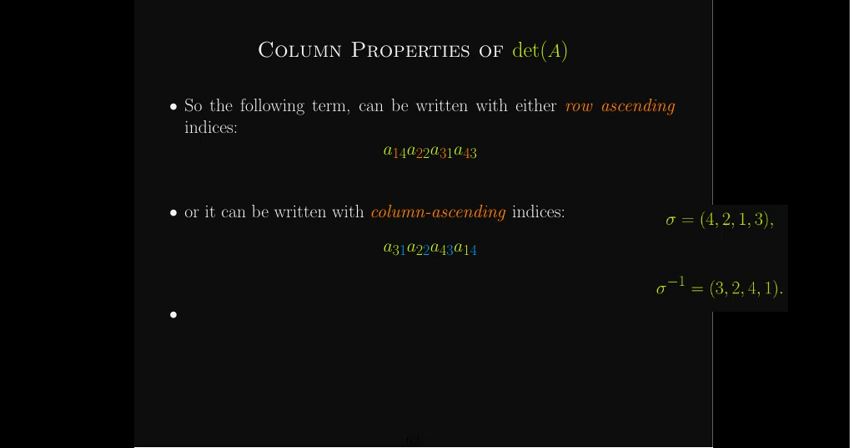 COLUMN PROPERTIES OF det(A)
• So the following term, can be written with either row ascending
indices:
a₁₄a₂₂a₃₁a₄₃
• or it can be written with column-ascending indices:
σ = (4, 2, 1, 3),
a₃₁a₂₂a₄₃a₁₄
σ⁻¹ = (3, 2, 4, 1).
•